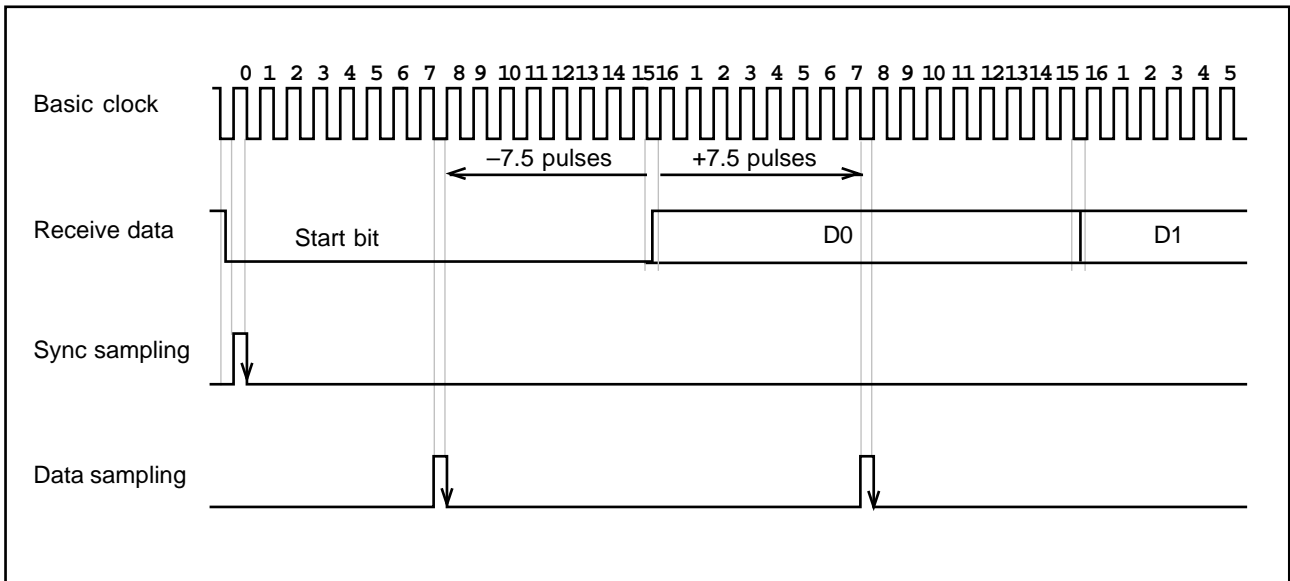 0 1 2 3 4 5 6 7 8 9 10 11 12 13 14 15 16 1 2 3 4 5 6 7 8 9 10 11 12 13 14 15 16 1 2 3 4 5
Basic clock
–7.5 pulses +7.5 pulses
Receive data
Start bit D0 D1
Sync sampling
Data sampling